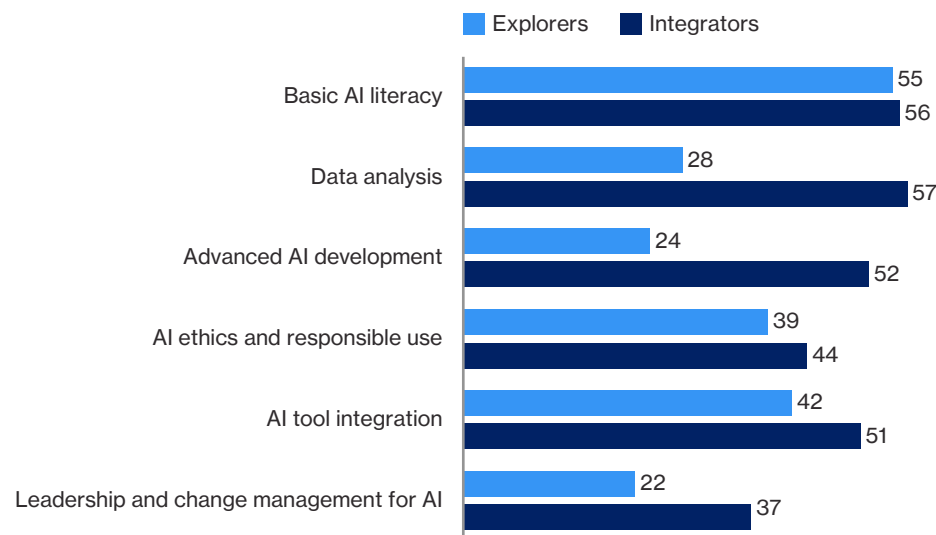 Explorers Integrators
Basic AI literacy
55
56
Data analysis
28
57
Advanced AI development
24
52
AI ethics and responsible use
39
44
AI tool integration
42
51
Leadership and change management for AI
22
37